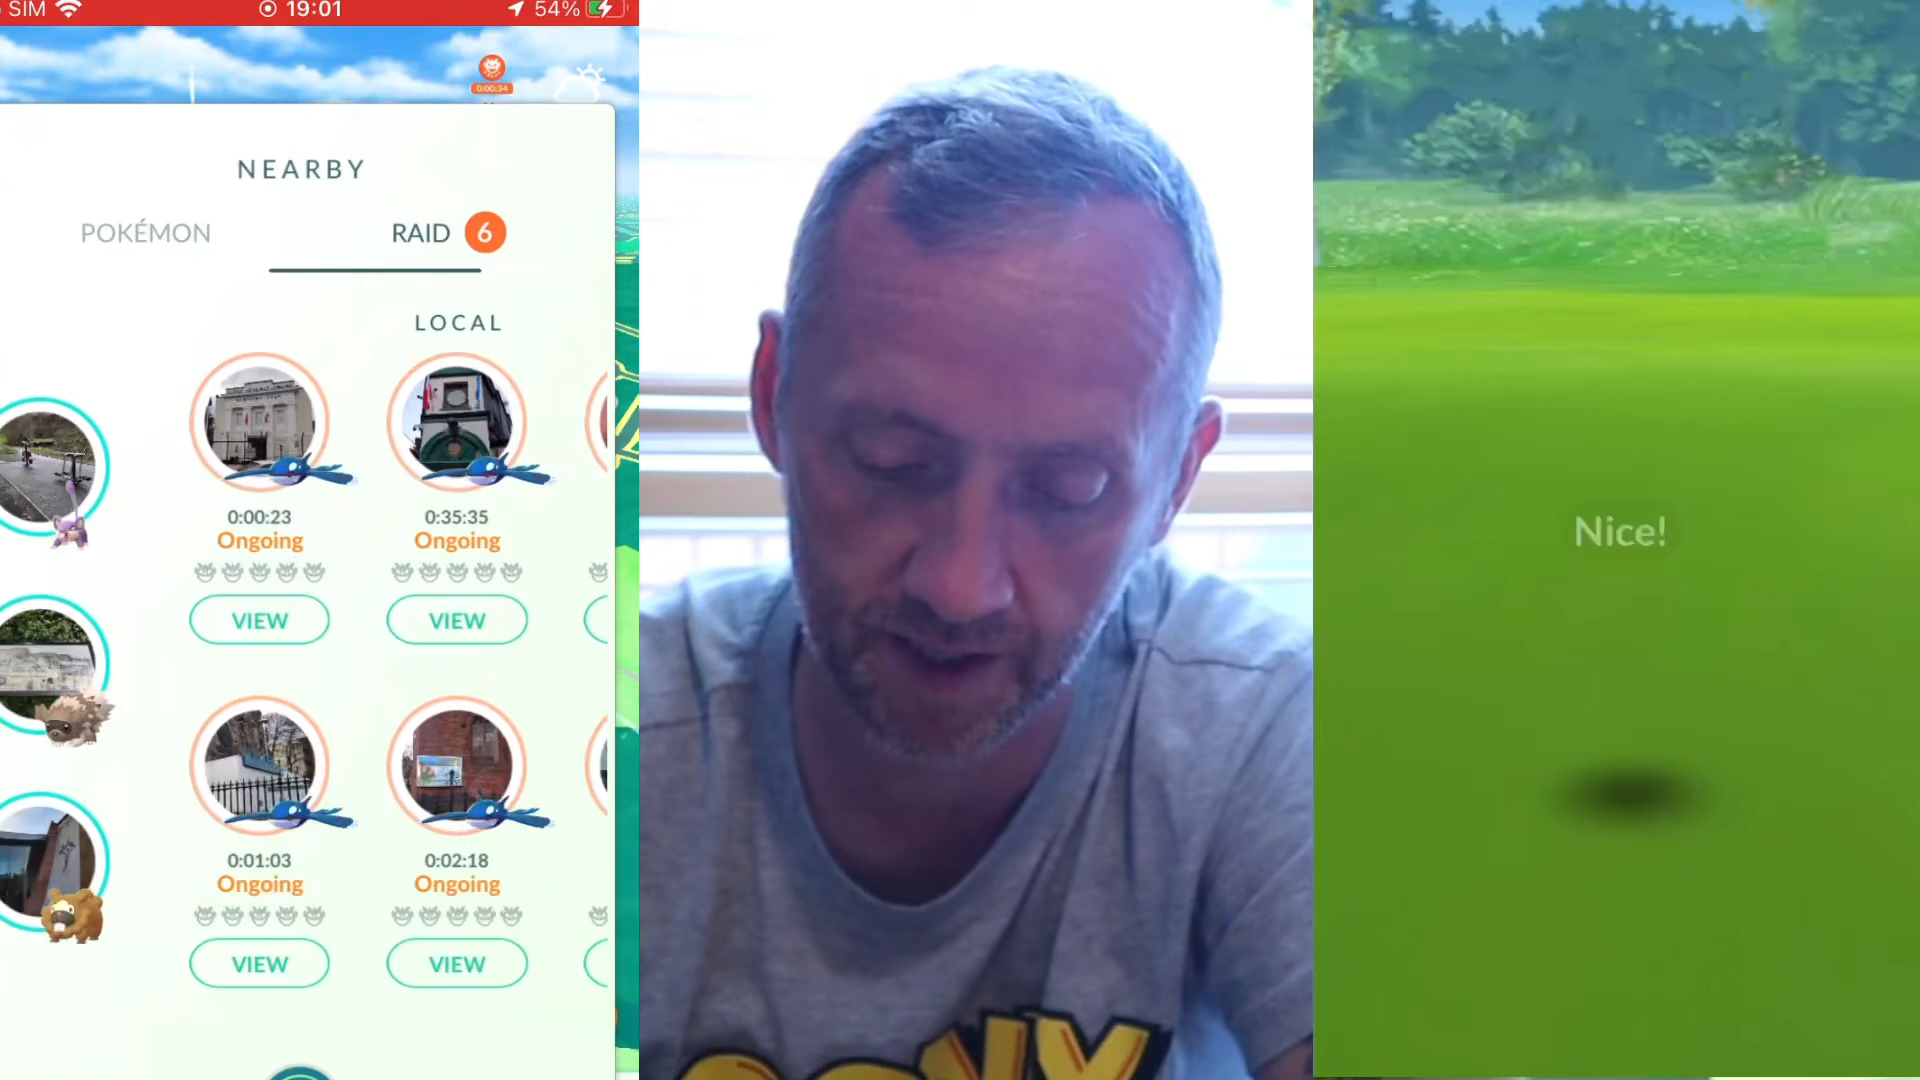 SIM 19:01 54%
0:00:34
NEARBY
POKÉMON RAID 6
LOCAL
0:00:23 0:35:35
Ongoing Ongoing
VIEW VIEW
0:01:03 0:02:18
Ongoing Ongoing
VIEW VIEW
Nice!